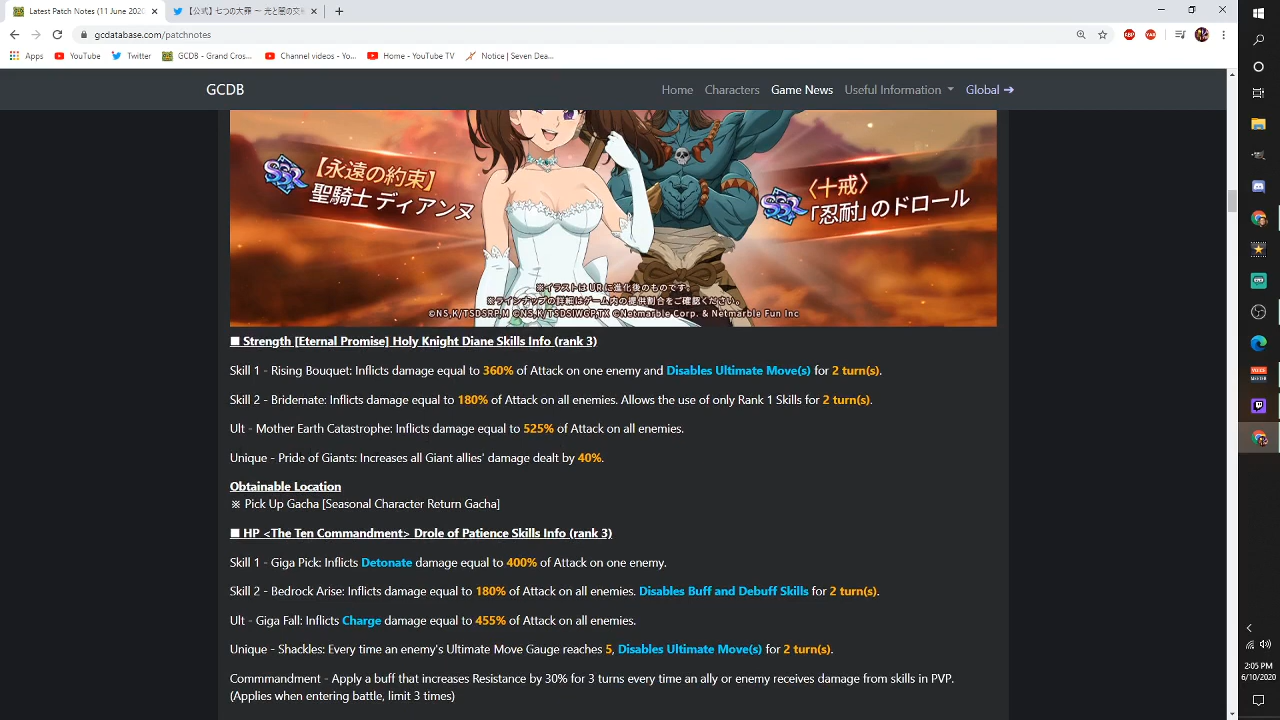 Latest Patch Notes (11 June 2020
【公式】七つの大罪 ～ 光と闇の交戦
gcdatabase.com/patchnotes
Apps
YouTube
Twitter
GCDB - Grand Cros...
Channel videos - Yo...
Home - YouTube TV
Notice | Seven Dea...
GCDB
Home
Characters
Game News
Useful Information
Global ➔
SSR
【永遠の約束】
聖騎士 ディアンヌ
SSR
〈十戒〉
「忍耐」のドロール
※イラストはURに進化後のものです。
※ラインナップの詳細はゲーム内の提供割合をご確認ください。
©NS,K/TSDSRP,M ©NS,K/TSDSIWGP,TX ©Netmarble Corp. & Netmarble Fun Inc
■ Strength [Eternal Promise] Holy Knight Diane Skills Info (rank 3)
Skill 1 - Rising Bouquet: Inflicts damage equal to 360% of Attack on one enemy and Disables Ultimate Move(s) for 2 turn(s).
Skill 2 - Bridemate: Inflicts damage equal to 180% of Attack on all enemies. Allows the use of only Rank 1 Skills for 2 turn(s).
Ult - Mother Earth Catastrophe: Inflicts damage equal to 525% of Attack on all enemies.
Unique - Pride of Giants: Increases all Giant allies' damage dealt by 40%.
Obtainable Location
※ Pick Up Gacha [Seasonal Character Return Gacha]
■ HP <The Ten Commandment> Drole of Patience Skills Info (rank 3)
Skill 1 - Giga Pick: Inflicts Detonate damage equal to 400% of Attack on one enemy.
Skill 2 - Bedrock Arise: Inflicts damage equal to 180% of Attack on all enemies. Disables Buff and Debuff Skills for 2 turn(s).
Ult - Giga Fall: Inflicts Charge damage equal to 455% of Attack on all enemies.
Unique - Shackles: Every time an enemy's Ultimate Move Gauge reaches 5, Disables Ultimate Move(s) for 2 turn(s).
Commmandment - Apply a buff that increases Resistance by 30% for 3 turns every time an ally or enemy receives damage from skills in PVP.
(Applies when entering battle, limit 3 times)
2:05 PM
6/10/2020